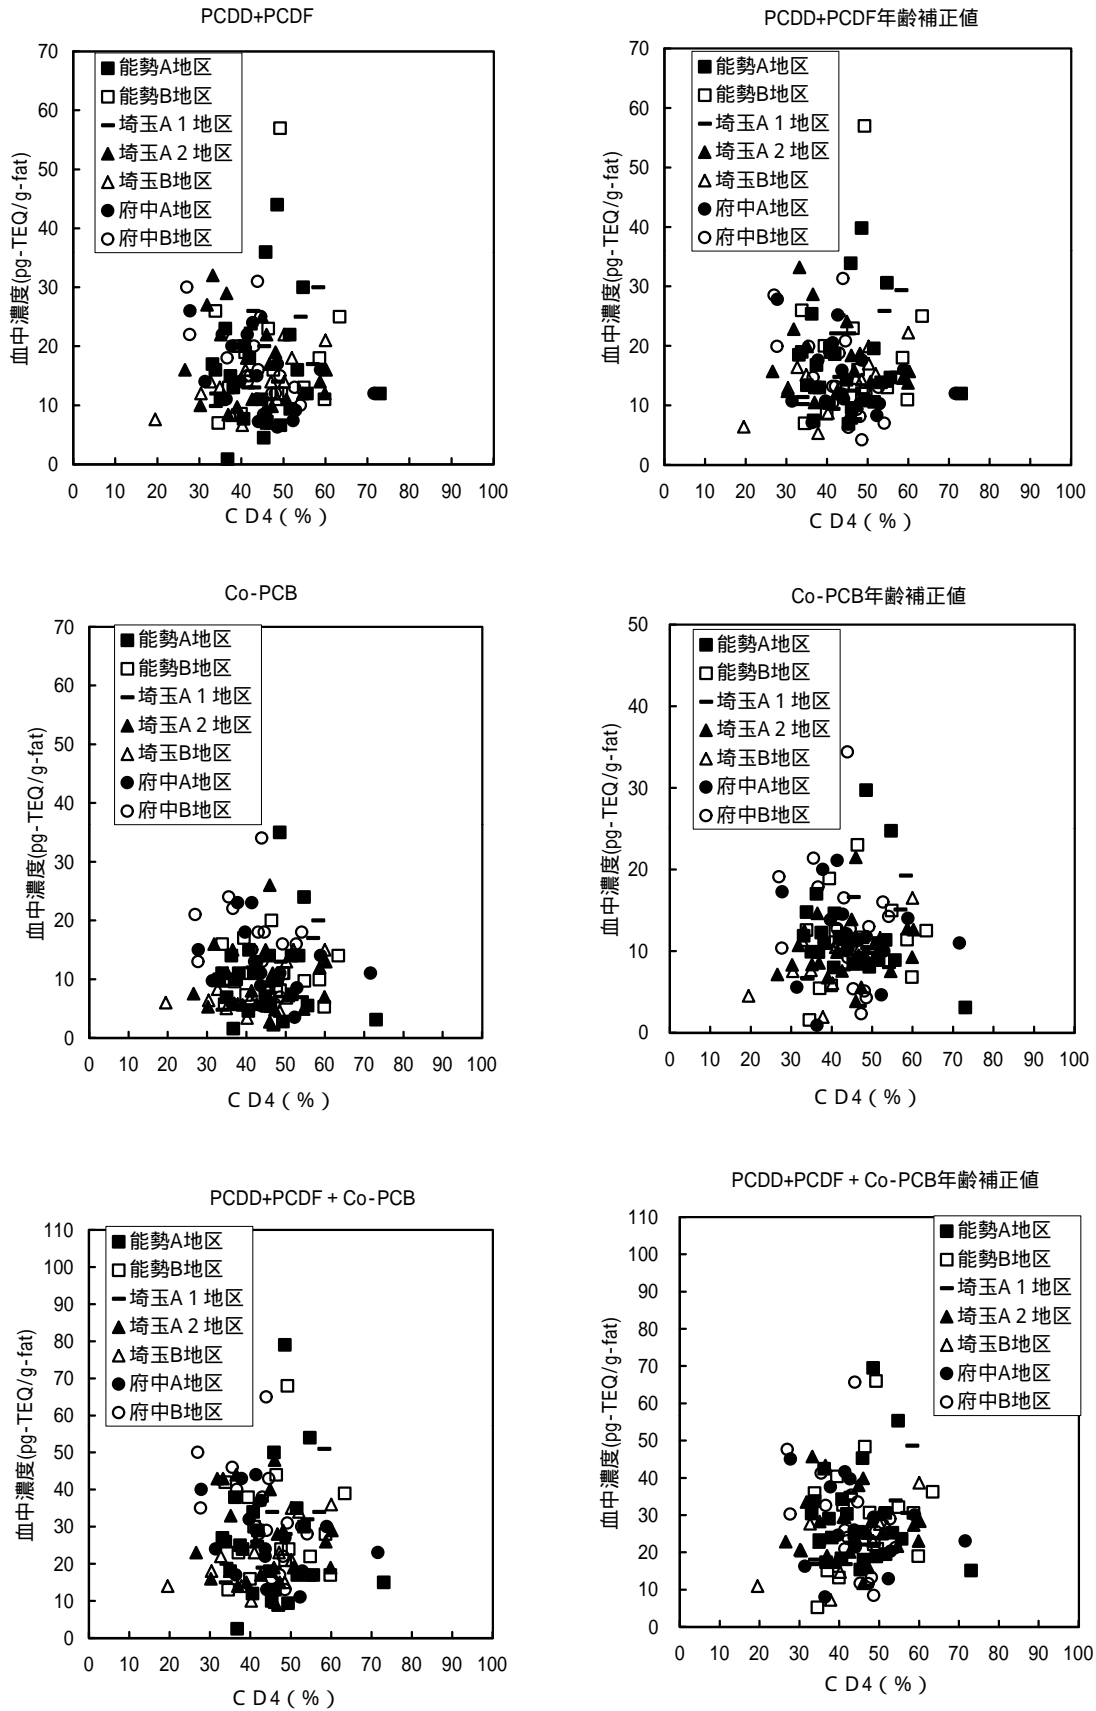 PCDD+PCDF
血中濃度(pg-TEQ/g-fat)
70
60
50
40
30
20
10
0
能勢A地区
能勢B地区
埼玉A１地区
埼玉A２地区
埼玉B地区
府中A地区
府中B地区
0 10 20 30 40 50 60 70 80 90 100
ＣＤ4（％）
PCDD+PCDF年齢補正値
血中濃度(pg-TEQ/g-fat)
70
60
50
40
30
20
10
0
能勢A地区
能勢B地区
埼玉A１地区
埼玉A２地区
埼玉B地区
府中A地区
府中B地区
0 10 20 30 40 50 60 70 80 90 100
ＣＤ4（％）
Co-PCB
血中濃度(pg-TEQ/g-fat)
70
60
50
40
30
20
10
0
能勢A地区
能勢B地区
埼玉A１地区
埼玉A２地区
埼玉B地区
府中A地区
府中B地区
0 10 20 30 40 50 60 70 80 90 100
ＣＤ4（％）
Co-PCB年齢補正値
血中濃度(pg-TEQ/g-fat)
50
40
30
20
10
0
能勢A地区
能勢B地区
埼玉A１地区
埼玉A２地区
埼玉B地区
府中A地区
府中B地区
0 10 20 30 40 50 60 70 80 90 100
ＣＤ4（％）
PCDD+PCDF＋Co-PCB
血中濃度(pg-TEQ/g-fat)
110
100
90
80
70
60
50
40
30
20
10
0
能勢A地区
能勢B地区
埼玉A１地区
埼玉A２地区
埼玉B地区
府中A地区
府中B地区
0 10 20 30 40 50 60 70 80 90 100
ＣＤ4（％）
PCDD+PCDF＋Co-PCB年齢補正値
血中濃度(pg-TEQ/g-fat)
110
100
90
80
70
60
50
40
30
20
10
0
能勢A地区
能勢B地区
埼玉A１地区
埼玉A２地区
埼玉B地区
府中A地区
府中B地区
0 10 20 30 40 50 60 70 80 90 100
ＣＤ4（％）